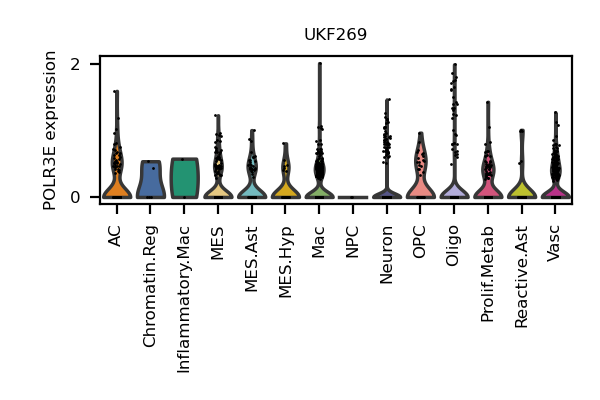 UKF269
POLR3E expression
2
0
AC
Chromatin.Reg
Inflammatory.Mac
MES
MES.Ast
MES.Hyp
Mac
NPC
Neuron
OPC
Oligo
Prolif.Metab
Reactive.Ast
Vasc